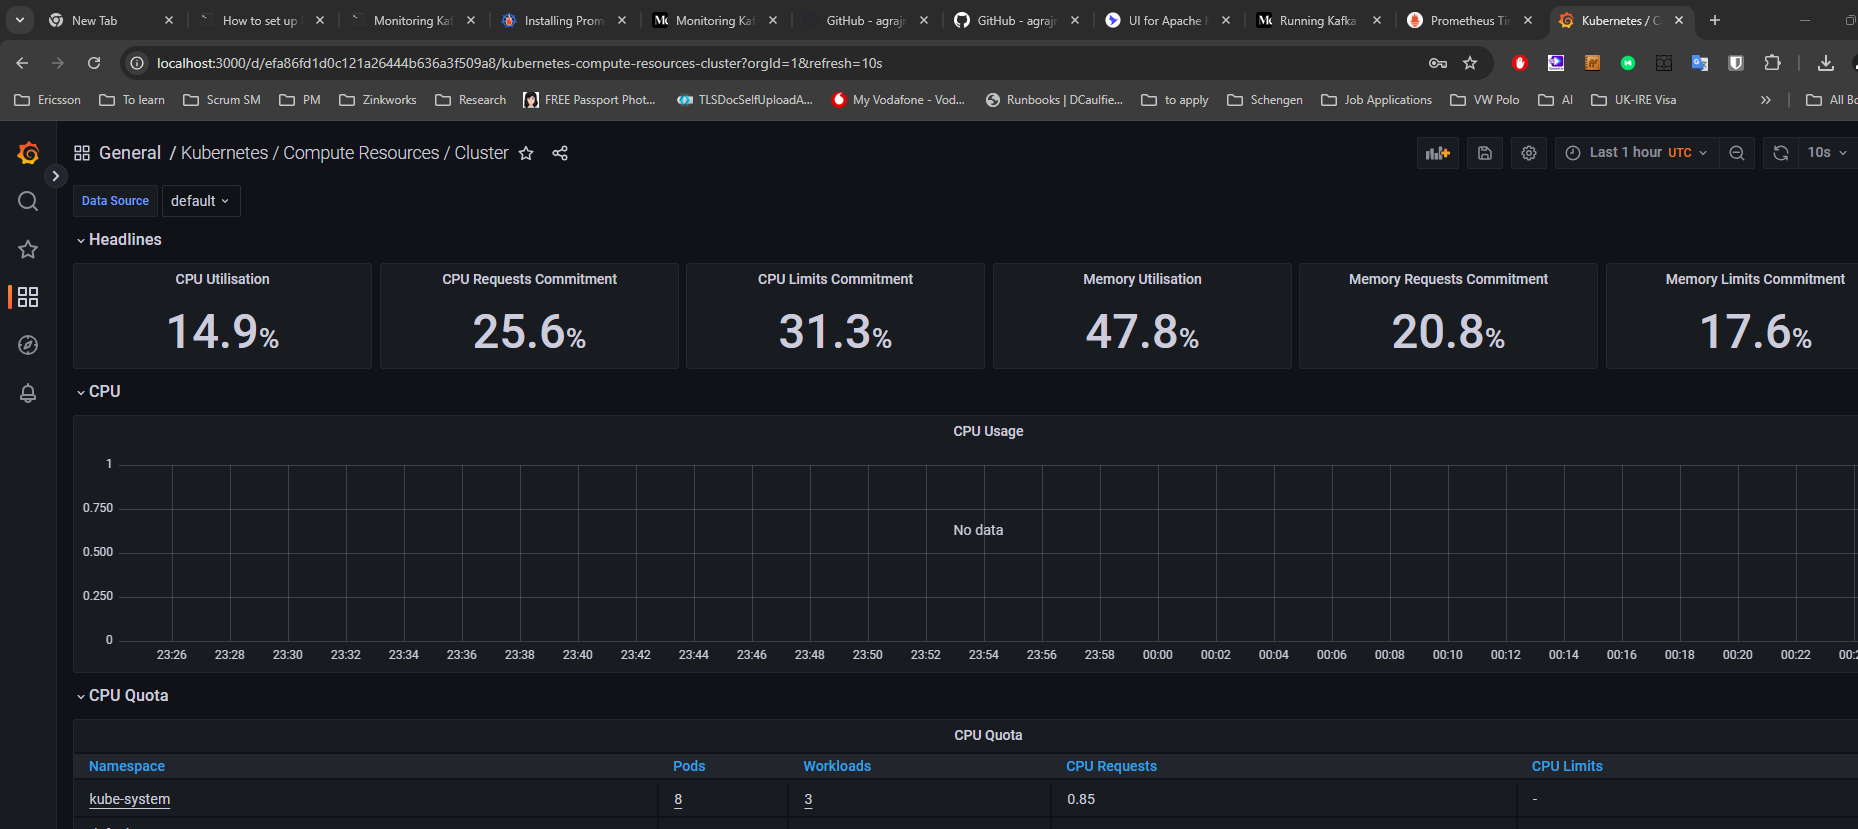 New Tab
How to set up
Monitoring Kaf
Installing Prom
Monitoring Kaf
GitHub - agrajn
GitHub - agrajn
UI for Apache
Running Kafka
Prometheus Tim
Kubernetes / C
localhost:3000/d/efa86fd1d0c121a26444b636a3f509a8/kubernetes-compute-resources-cluster?orgId=1&refresh=10s
Ericsson
To learn
Scrum SM
PM
Zinkworks
Research
FREE Passport Phot...
TLSDocSelfUploadA...
My Vodafone - Vod...
Runbooks | DCaulfie...
to apply
Schengen
Job Applications
VW Polo
AI
UK-IRE Visa
All Bo
General / Kubernetes / Compute Resources / Cluster
Last 1 hour UTC
10s
Data Source
default
Headlines
CPU Utilisation
14.9%
CPU Requests Commitment
25.6%
CPU Limits Commitment
31.3%
Memory Utilisation
47.8%
Memory Requests Commitment
20.8%
Memory Limits Commitment
17.6%
CPU
CPU Usage
1
0.750
0.500
0.250
0
No data
23:26 23:28 23:30 23:32 23:34 23:36 23:38 23:40 23:42 23:44 23:46 23:48 23:50 23:52 23:54 23:56 23:58 00:00 00:02 00:04 00:06 00:08 00:10 00:12 00:14 00:16 00:18 00:20 00:22
CPU Quota
CPU Quota
Namespace Pods Workloads CPU Requests CPU Limits
kube-system 8 3 0.85 -